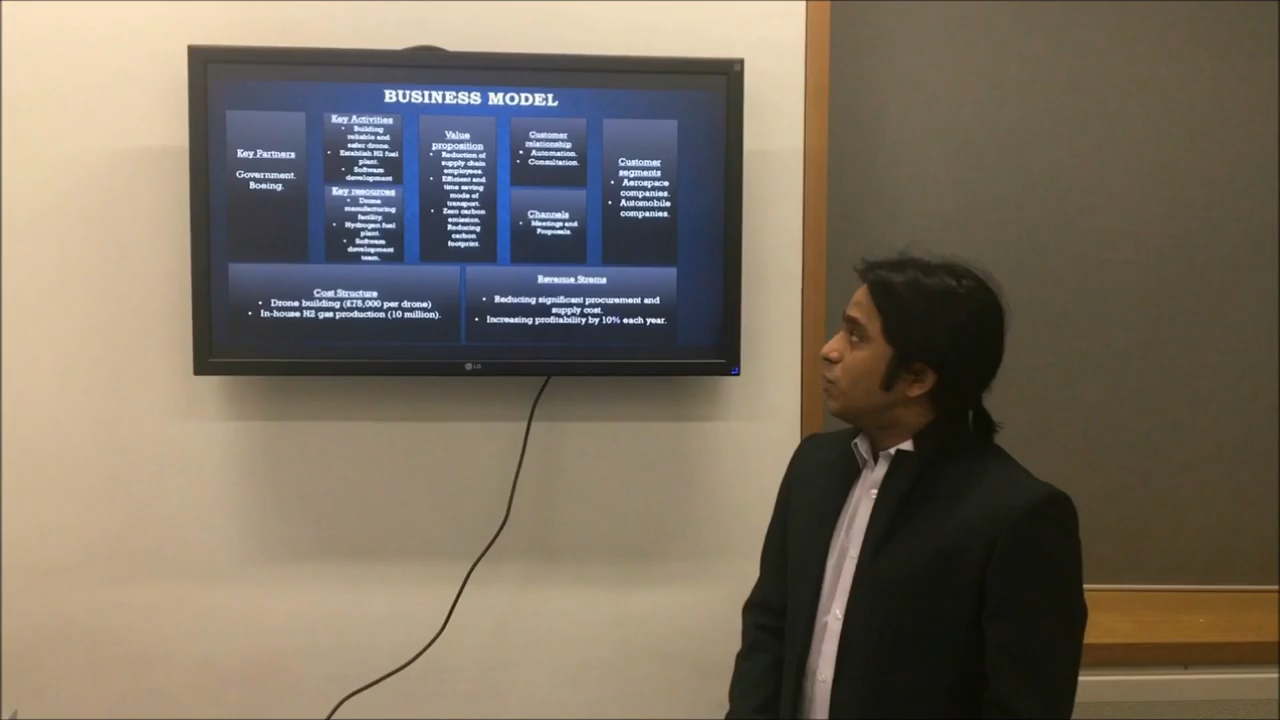 BUSINESS MODEL
Key Partners
Government.
Boeing.
Key Activities
• Building
reliable and
safer drone.
• Establish H2 fuel
plant.
• Software
development
Key resources
• Drone
manufacturing
facility.
• Hydrogen fuel
plant.
• Software
development
team.
Value
proposition
• Reduction of
supply chain
employees.
• Efficient and
time saving
mode of
transport.
• Zero carbon
emission.
Reducing
carbon
footprint.
Customer
relationship
• Automation.
• Consultation.
Channels
• Meetings and
Proposals
Customer
segments
• Aerospace
companies.
• Automobile
companies.
Cost Structure
• Drone building (£75,000 per drone)
• In-house H2 gas production (10 million).
Revenue Strems
• Reducing significant procurement and
supply cost.
• Increasing profitability by 10% each year.
LG